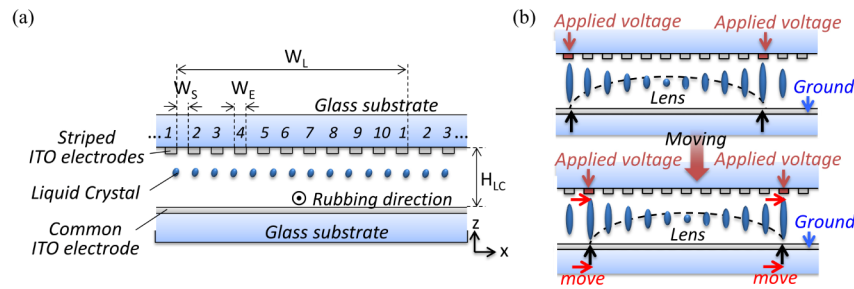 (a)
W_L
W_S
W_E
Glass substrate
...1 2 3 4 5 6 7 8 9 10 1 2 3...
Striped
ITO electrodes
Liquid Crystal
H_LC
Rubbing direction
Common
ITO electrode
Glass substrate
z
x
(b)
Applied voltage Applied voltage
Ground
Lens
Moving
Applied voltage Applied voltage
Ground
Lens
move move